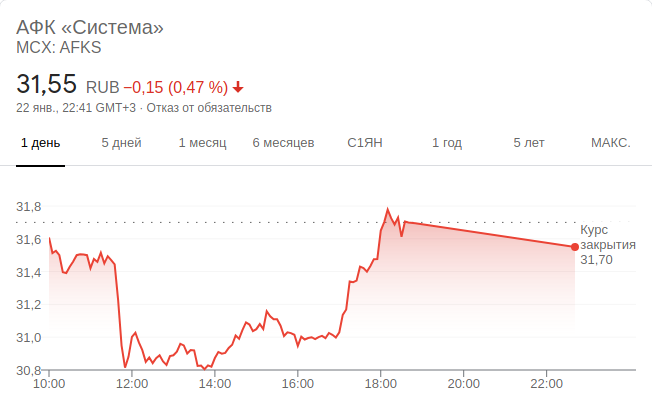 АФК «Система»
MCX: AFKS
31,55 RUB −0,15 (0,47 %)
22 янв., 22:41 GMT+3 · Отказ от обязательств
1 день 5 дней 1 месяц 6 месяцев С1ЯН 1 год 5 лет МАКС.
31,8
Курс
31,6 закрытия
31,70
31,4
31,2
31,0
30,8
10:00 12:00 14:00 16:00 18:00 20:00 22:00